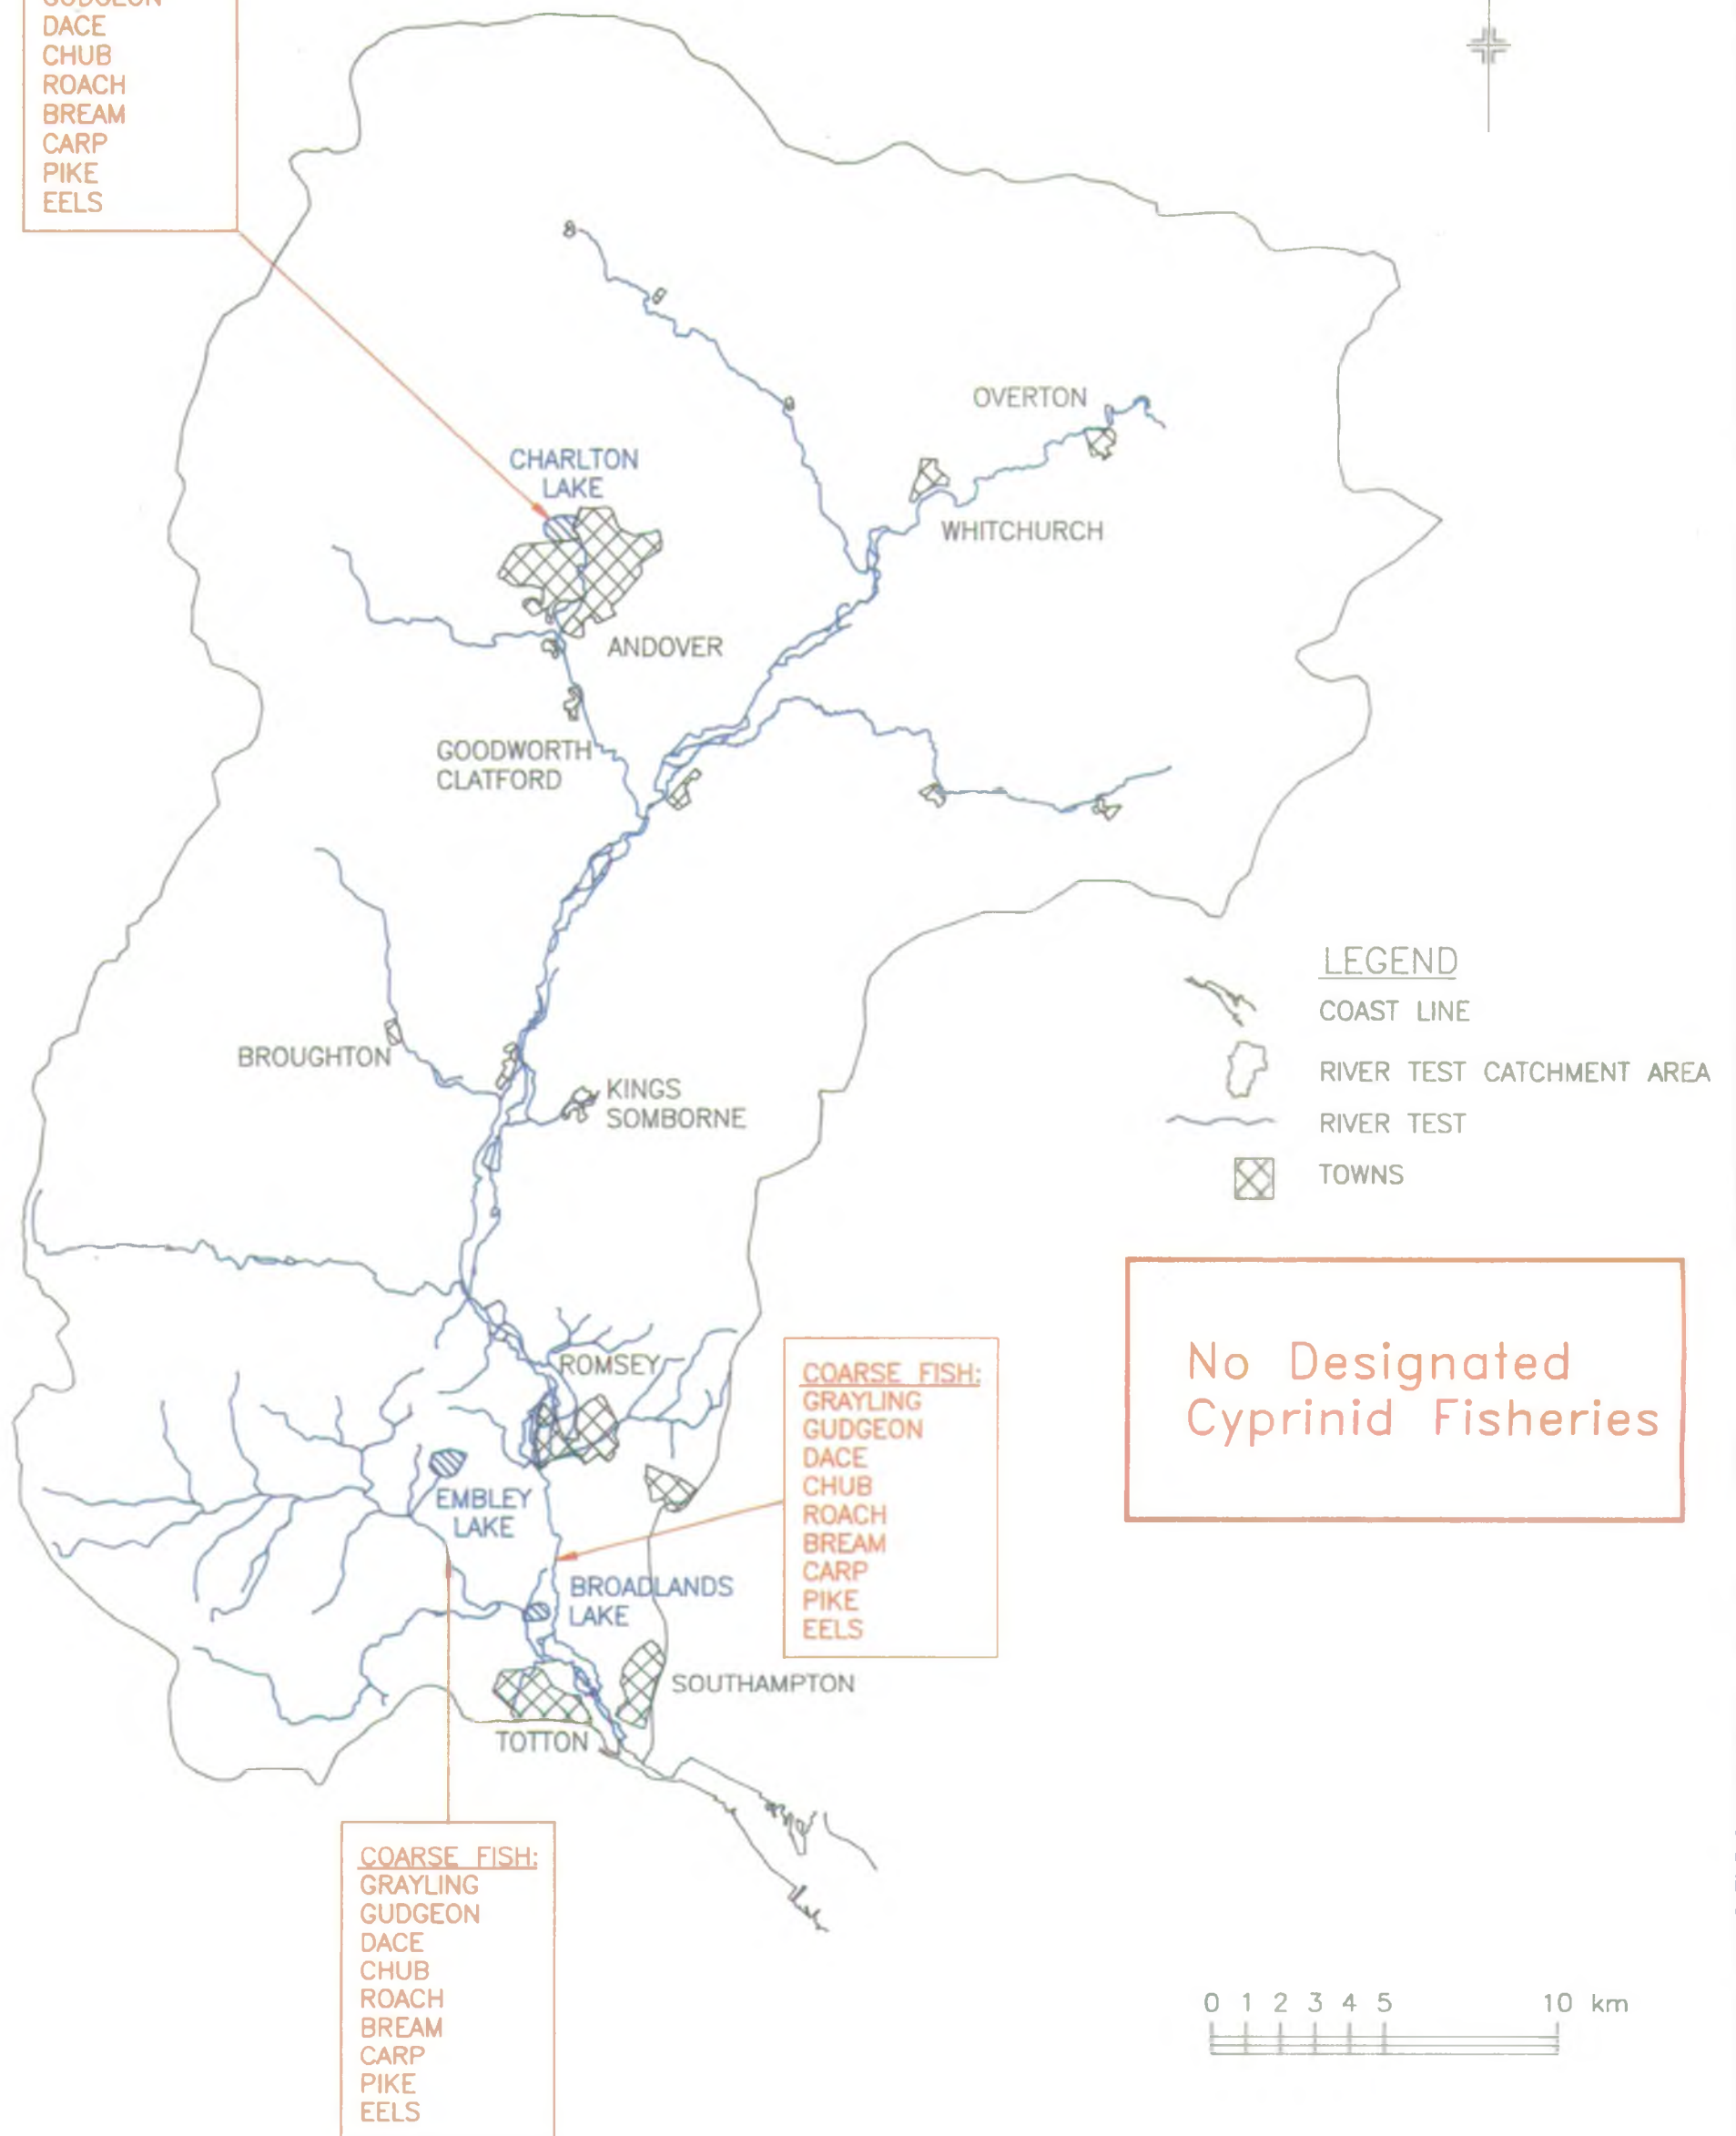 DACE
CHUB
ROACH
BREAM
CARP
PIKE
EELS
OVERTON
CHARLTON
LAKE
WHITCHURCH
ANDOVER
GOODWORTH
CLATFORD
LEGEND
COAST LINE
RIVER TEST CATCHMENT AREA
RIVER TEST
TOWNS
BROUGHTON
KINGS
SOMBORNE
No Designated
Cyprinid Fisheries
ROMSEY
COARSE FISH:
GRAYLING
GUDGEON
DACE
CHUB
ROACH
BREAM
CARP
PIKE
EELS
EMBLEY
LAKE
BROADLANDS
LAKE
SOUTHAMPTON
TOTTON
COARSE FISH:
GRAYLING
GUDGEON
DACE
CHUB
ROACH
BREAM
CARP
PIKE
EELS
0 1 2 3 4 5 10 km